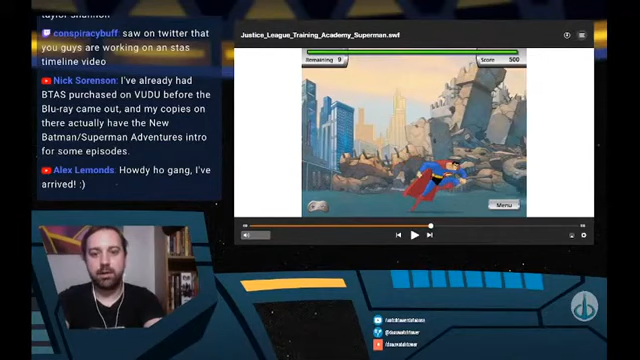 conspiracybuff: saw on twitter that
you guys are working on an stas
timeline video
Nick Sorenson: I've already had
BTAS purchased on VUDU before the
Blu-ray came out, and my copies on
there actually have the New
Batman/Superman Adventures intro
for some episodes.
Alex Lemonds: Howdy ho gang, I've
arrived! :)
Justice_League_Training_Academy_Superman.swf
Remaining 9
Score 500
Menu